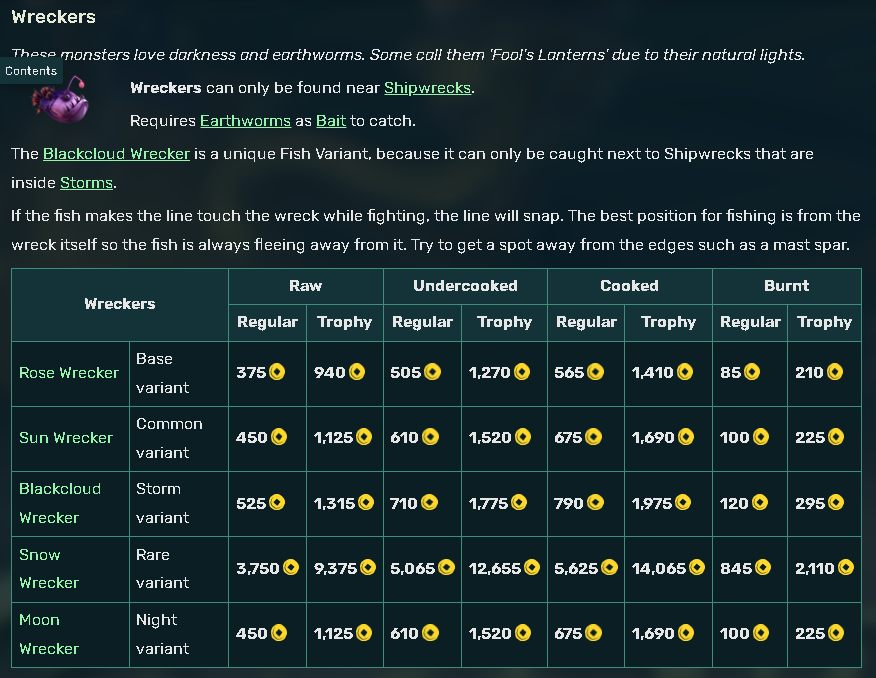 Wreckers
These monsters love darkness and earthworms. Some call them 'Fool's Lanterns' due to their natural lights.
Contents
Wreckers can only be found near Shipwrecks.
Requires Earthworms as Bait to catch.
The Blackcloud Wrecker is a unique Fish Variant, because it can only be caught next to Shipwrecks that are
inside Storms.
If the fish makes the line touch the wreck while fighting, the line will snap. The best position for fishing is from the
wreck itself so the fish is always fleeing away from it. Try to get a spot away from the edges such as a mast spar.
Wreckers Raw Undercooked Cooked Burnt
Regular Trophy Regular Trophy Regular Trophy Regular Trophy
Rose Wrecker Base variant 375 940 505 1,270 565 1,410 85 210
Sun Wrecker Common variant 450 1,125 610 1,520 675 1,690 100 225
Blackcloud Wrecker Storm variant 525 1,315 710 1,775 790 1,975 120 295
Snow Wrecker Rare variant 3,750 9,375 5,065 12,655 5,625 14,065 845 2,110
Moon Wrecker Night variant 450 1,125 610 1,520 675 1,690 100 225